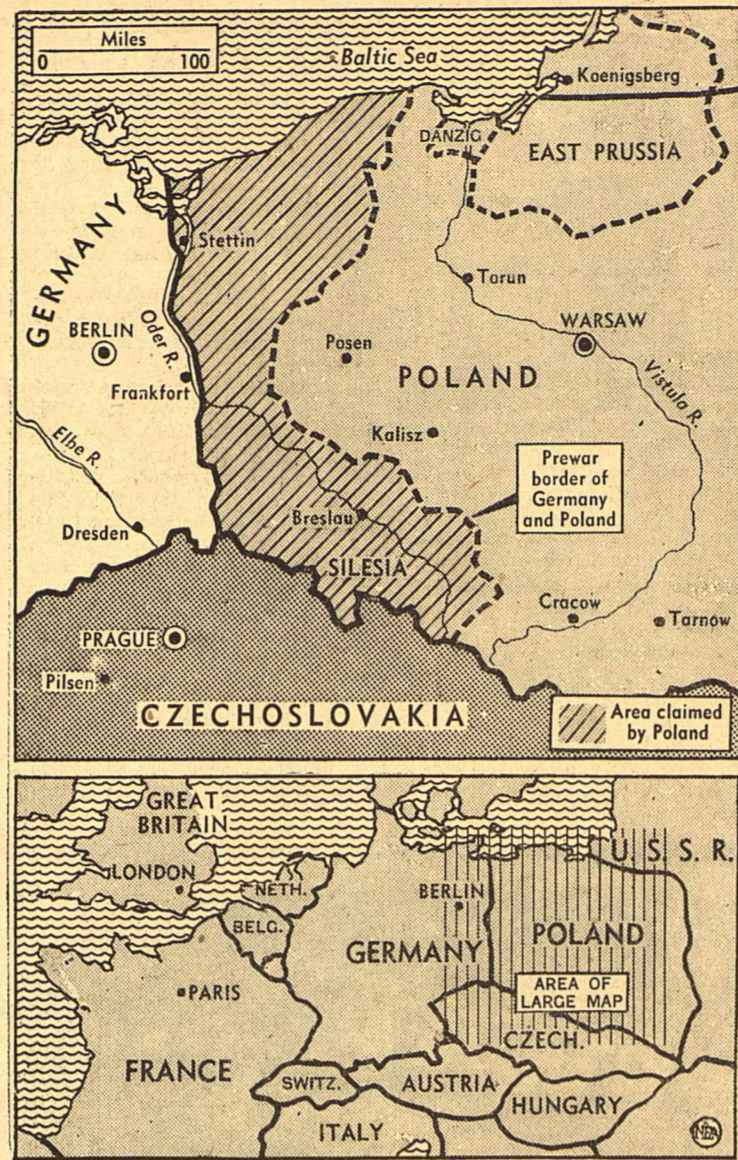 Miles
0 100
Baltic Sea
Koenigsberg
DANZIG
EAST PRUSSIA
GERMANY
Stettin
Torun
BERLIN
Oder R.
WARSAW
Posen
Frankfort
POLAND
Vistula R.
Elbe R.
Kalisz
Prewar
border of
Germany
and Poland
Breslau
Dresden
SILESIA
Cracow
Tarnow
PRAGUE
Pilsen
CZECHOSLOVAKIA
Area claimed
by Poland
GREAT
BRITAIN
U. S. S. R.
LONDON
NETH.
BERLIN
BELG.
GERMANY
POLAND
PARIS
AREA OF
LARGE MAP
CZECH.
FRANCE
SWITZ.
AUSTRIA
HUNGARY
ITALY
NEA